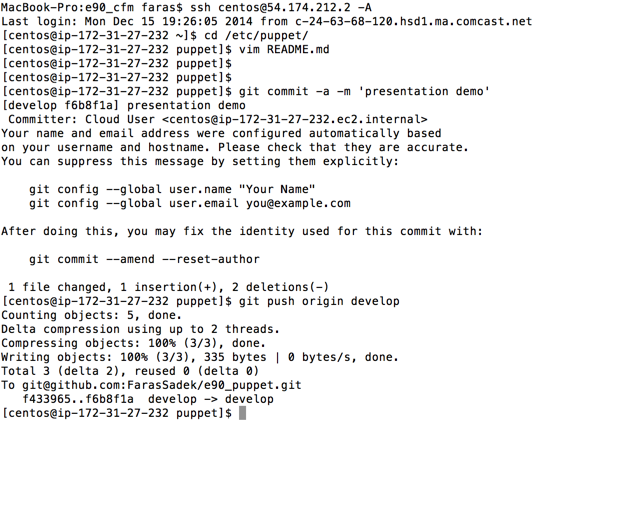 MacBook-Pro:e90_cfm faras$ ssh centos@54.174.212.2 -A
Last login: Mon Dec 15 19:26:05 2014 from c-24-63-68-120.hsd1.ma.comcast.net
[centos@ip-172-31-27-232 ~]$ cd /etc/puppet/
[centos@ip-172-31-27-232 puppet]$ vim README.md
[centos@ip-172-31-27-232 puppet]$
[centos@ip-172-31-27-232 puppet]$
[centos@ip-172-31-27-232 puppet]$ git commit -a -m 'presentation demo'
[develop f6b8f1a] presentation demo
 Committer: Cloud User <centos@ip-172-31-27-232.ec2.internal>
Your name and email address were configured automatically based
on your username and hostname. Please check that they are accurate.
You can suppress this message by setting them explicitly:

    git config --global user.name "Your Name"
    git config --global user.email you@example.com

After doing this, you may fix the identity used for this commit with:

    git commit --amend --reset-author

 1 file changed, 1 insertion(+), 2 deletions(-)
[centos@ip-172-31-27-232 puppet]$ git push origin develop
Counting objects: 5, done.
Delta compression using up to 2 threads.
Compressing objects: 100% (3/3), done.
Writing objects: 100% (3/3), 335 bytes | 0 bytes/s, done.
Total 3 (delta 2), reused 0 (delta 0)
To git@github.com:FarasSadek/e90_puppet.git
   f433965..f6b8f1a  develop -> develop
[centos@ip-172-31-27-232 puppet]$